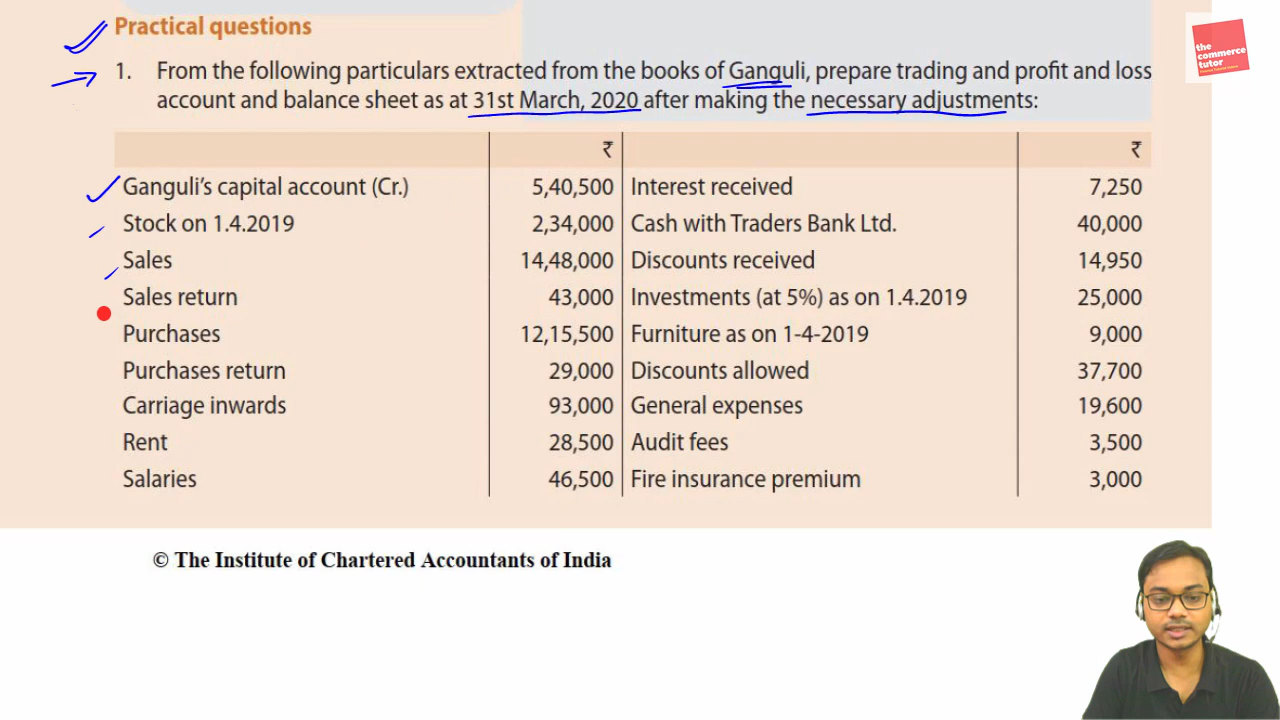 Practical questions
1. From the following particulars extracted from the books of Ganguli, prepare trading and profit and loss
account and balance sheet as at 31st March, 2020 after making the necessary adjustments:
the
commerce
tutor
₹ ₹
Ganguli’s capital account (Cr.) 5,40,500 Interest received 7,250
Stock on 1.4.2019 2,34,000 Cash with Traders Bank Ltd. 40,000
Sales 14,48,000 Discounts received 14,950
Sales return 43,000 Investments (at 5%) as on 1.4.2019 25,000
Purchases 12,15,500 Furniture as on 1-4-2019 9,000
Purchases return 29,000 Discounts allowed 37,700
Carriage inwards 93,000 General expenses 19,600
Rent 28,500 Audit fees 3,500
Salaries 46,500 Fire insurance premium 3,000
© The Institute of Chartered Accountants of India